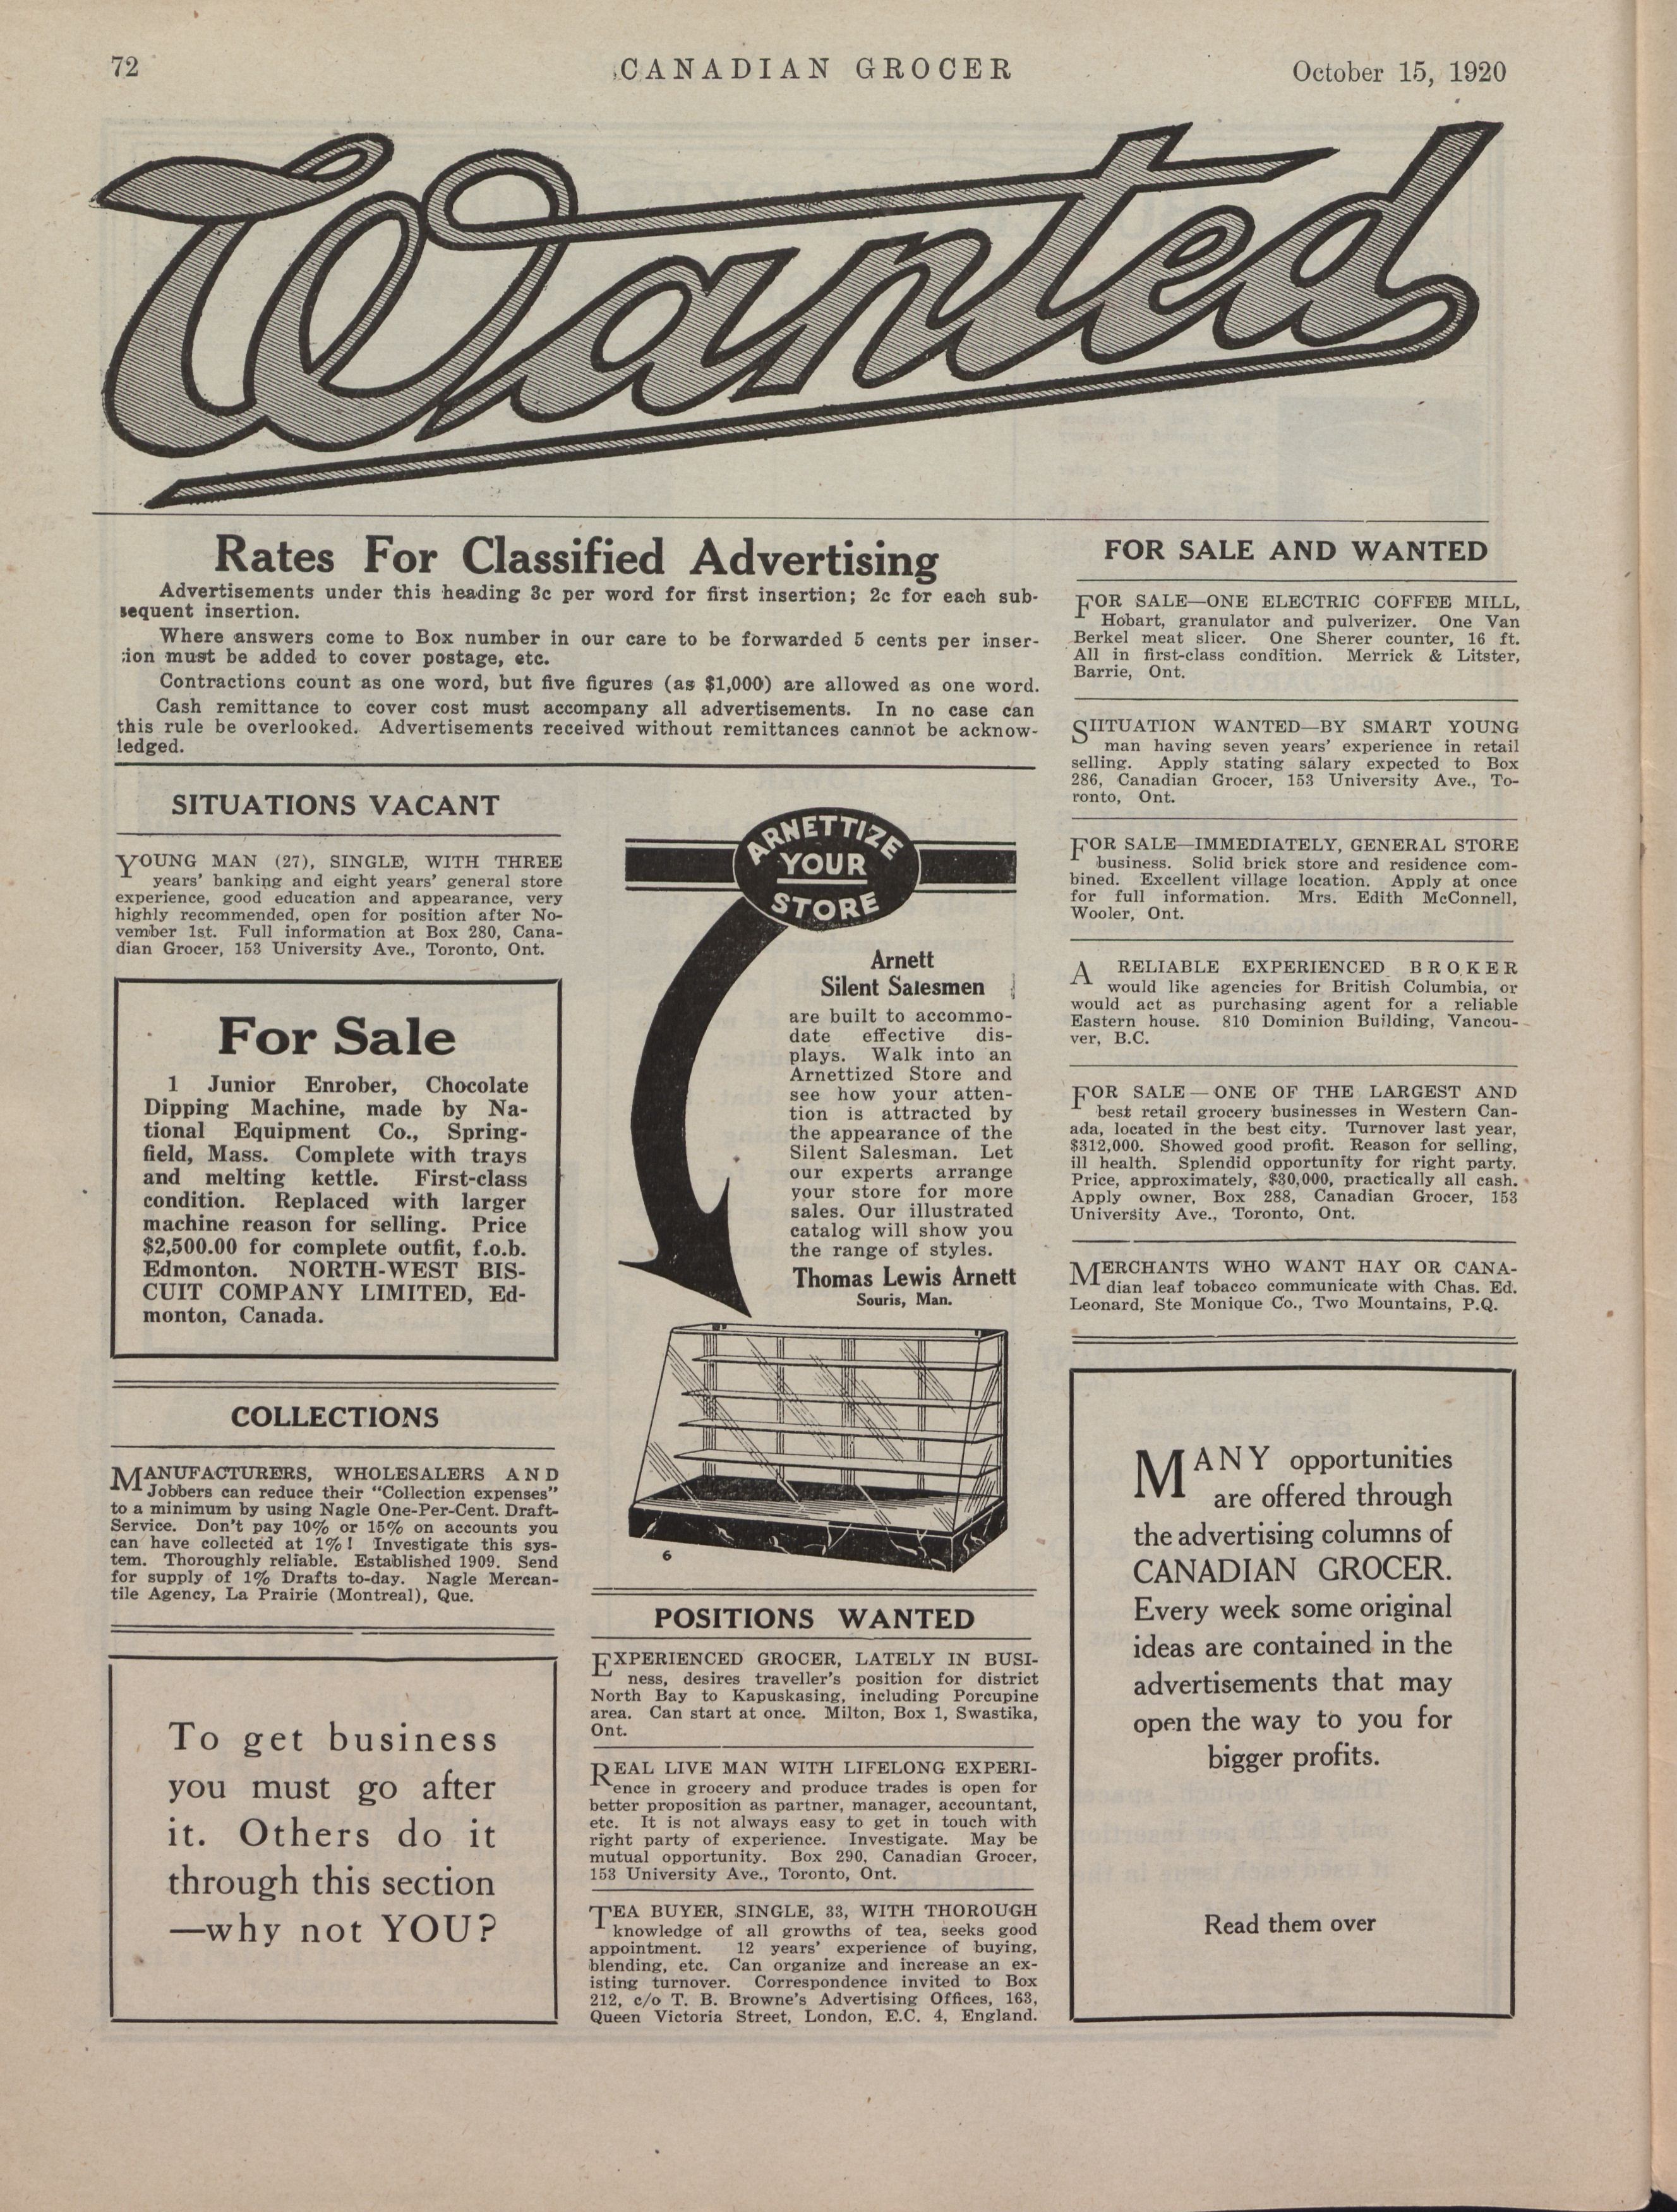 72
CANADIAN GROCER
October 15, 1920
Wanted
Rates For Classified Advertising
Advertisements under this heading 3c per word for first insertion; 2c for each sub-
sequent insertion.
Where answers come to Box number in our care to be forwarded 5 cents per inser-
tion must be added to cover postage, etc.
Contractions count as one word, but five figures (as $1,000) are allowed as one word.
Cash remittance to cover cost must accompany all advertisements. In no case can
this rule be overlooked. Advertisements received without remittances cannot be acknow-
ledged.
SITUATIONS VACANT
YOUNG MAN (27), SINGLE, WITH THREE
years' banking and eight years' general store
experience, good education and appearance, very
highly recommended, open for position after No-
vember 1st. Full information at Box 280, Cana-
dian Grocer, 153 University Ave., Toronto, Ont.
For Sale
1 Junior Enrober, Chocolate
Dipping Machine, made by Na-
tional Equipment Co., Spring-
field, Mass. Complete with trays
and melting kettle. First-class
condition. Replaced with larger
machine reason for selling. Price
$2,500.00 for complete outfit, f.o.b.
Edmonton. NORTH-WEST BIS-
CUIT COMPANY LIMITED, Ed-
monton, Canada.
COLLECTIONS
MANUFACTURERS, WHOLESALERS AND
Jobbers can reduce their "Collection expenses"
to a minimum by using Nagle One-Per-Cent. Draft-
Service. Don't pay 10% or 15% on accounts you
can have collected at 1%! Investigate this sys-
tem. Thoroughly reliable. Established 1909. Send
for supply of 1% Drafts to-day. Nagle Mercan-
tile Agency, La Prairie (Montreal), Que.
To get business
you must go after
it. Others do it
through this section
—why not YOU?
ARNETTIZE
YOUR
STORE
Arnett
Silent Salesmen
are built to accommo-
date effective dis-
plays. Walk into an
Arnettized Store and
see how your atten-
tion is attracted by
the appearance of the
Silent Salesman. Let
our experts arrange
your store for more
sales. Our illustrated
catalog will show you
the range of styles.
Thomas Lewis Arnett
Souris, Man.
6
POSITIONS WANTED
EXPERIENCED GROCER, LATELY IN BUSI-
ness, desires traveller's position for district
North Bay to Kapuskasing, including Porcupine
area. Can start at once. Milton, Box 1, Swastika,
Ont.
REAL LIVE MAN WITH LIFELONG EXPERI-
ence in grocery and produce trades is open for
better proposition as partner, manager, accountant,
etc. It is not always easy to get in touch with
right party of experience. Investigate. May be
mutual opportunity. Box 290, Canadian Grocer,
153 University Ave., Toronto, Ont.
TEA BUYER, SINGLE, 33, WITH THOROUGH
knowledge of all growths of tea, seeks good
appointment. 12 years' experience of buying,
blending, etc. Can organize and increase an ex-
isting turnover. Correspondence invited to Box
212, c/o T. B. Browne's Advertising Offices, 163,
Queen Victoria Street, London, E.C. 4, England.
FOR SALE AND WANTED
FOR SALE—ONE ELECTRIC COFFEE MILL,
Hobart, granulator and pulverizer. One Van
Berkel meat slicer. One Sherer counter, 16 ft.
All in first-class condition. Merrick & Litster,
Barrie, Ont.
SIITUATION WANTED—BY SMART YOUNG
man having seven years' experience in retail
selling. Apply stating salary expected to Box
286, Canadian Grocer, 153 University Ave., To-
ronto, Ont.
FOR SALE—IMMEDIATELY, GENERAL STORE
business. Solid brick store and residence com-
bined. Excellent village location. Apply at once
for full information. Mrs. Edith McConnell,
Wooler, Ont.
A RELIABLE EXPERIENCED BROKER
would like agencies for British Columbia, or
would act as purchasing agent for a reliable
Eastern house. 810 Dominion Building, Vancou-
ver, B.C.
FOR SALE—ONE OF THE LARGEST AND
best retail grocery businesses in Western Can-
ada, located in the best city. Turnover last year,
$312,000. Showed good profit. Reason for selling,
ill health. Splendid opportunity for right party.
Price, approximately, $30,000, practically all cash.
Apply owner, Box 288, Canadian Grocer, 153
University Ave., Toronto, Ont.
MERCHANTS WHO WANT HAY OR CANA-
dian leaf tobacco communicate with Chas. Ed.
Leonard, Ste Monique Co., Two Mountains, P.Q.
MANY opportunities
are offered through
the advertising columns of
CANADIAN GROCER.
Every week some original
ideas are contained in the
advertisements that may
open the way to you for
bigger profits.
Read them over